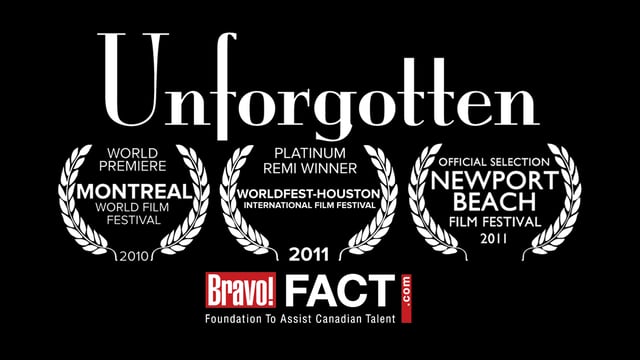 Unforgotten
WORLD
PREMIERE
MONTREAL
WORLD FILM
FESTIVAL
2010
PLATINUM
REMI WINNER
WORLDFEST-HOUSTON
INTERNATIONAL FILM FESTIVAL
2011
OFFICIAL SELECTION
NEWPORT
BEACH
FILM FESTIVAL
2011
Bravo! FACT .com
Foundation To Assist Canadian Talent